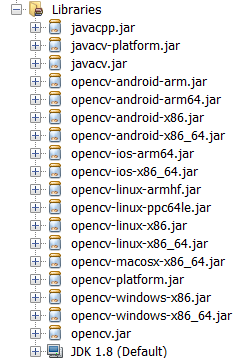 Libraries
javacpp.jar
javacv-platform.jar
javacv.jar
opencv-android-arm.jar
opencv-android-arm64.jar
opencv-android-x86.jar
opencv-android-x86_64.jar
opencv-ios-arm64.jar
opencv-ios-x86_64.jar
opencv-linux-armhf.jar
opencv-linux-ppc64le.jar
opencv-linux-x86.jar
opencv-linux-x86_64.jar
opencv-macosx-x86_64.jar
opencv-platform.jar
opencv-windows-x86.jar
opencv-windows-x86_64.jar
opencv.jar
JDK 1.8 (Default)